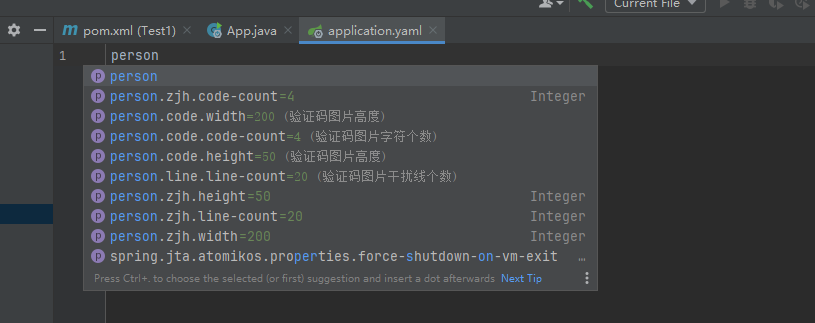 Current File
pom.xml (Test1) App.java application.yaml
1 person
person
person.zjh.code-count=4 Integer
person.code.width=200 (验证码图片高度)
person.code.code-count=4 (验证码图片字符个数)
person.code.height=50 (验证码图片高度)
person.line.line-count=20 (验证码图片干扰线个数)
person.zjh.height=50 Integer
person.zjh.line-count=20 Integer
person.zjh.width=200 Integer
spring.jta.atomikos.properties.force-shutdown-on-vm-exit …
Press Ctrl+. to choose the selected (or first) suggestion and insert a dot afterwards Next Tip